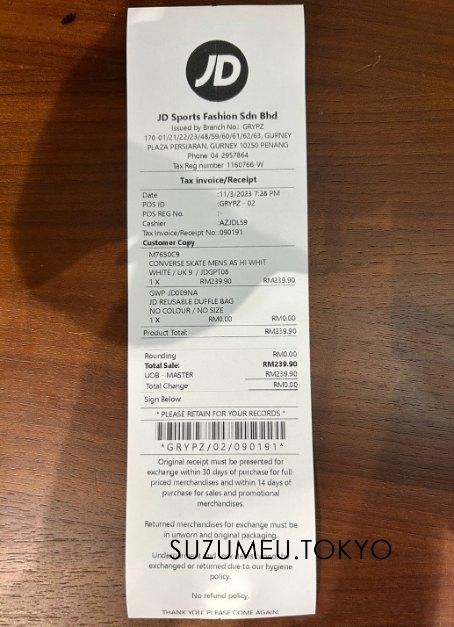 JD
JD Sports Fashion Sdn Bhd
Issued by Branch No.: GRYPZ
170-01/21/22/23/48/59/60/61/62/63, GURNEY
PLAZA PERSIARAN, GURNEY 10250 PENANG
Phone 04-2957864
Tax Reg number 1160766-W
Tax invoice/Receipt
Date :11/3/2023 7:28 PM
POS ID :GRYPZ - 02
POS REG No. :-
Cashier :AZJDL59
Tax Invoice/Receipt No.:090191
Customer Copy
M7650C9
CONVERSE SKATE MENS AS HI WHIT
WHITE / UK 9 / JDGPT08
1 X RM239.90 RM239.90
GWP JD009NA
JD REUSABLE DUFFLE BAG
NO COLOUR / NO SIZE
1 X RM0.00 RM0.00
Product Total: RM239.90
Rounding RM0.00
Total Sale: RM239.90
UOB - MASTER RM239.90
Total Change RM0.00
Sign Below:
* PLEASE RETAIN FOR YOUR RECORDS *
*GRYPZ/02/090191*
Original receipt must be presented for
exchange within 30 days of purchase for full-
priced merchandises and within 14 days of
purchase for sales and promotional
merchandises.
Returned merchandises for exchange must be
in unworn and original packaging.
SUZUMEU.TOKYO
exchanged or returned due to our hygiene
policy.
No refund policy.
THANK YOU. PLEASE COME AGAIN.